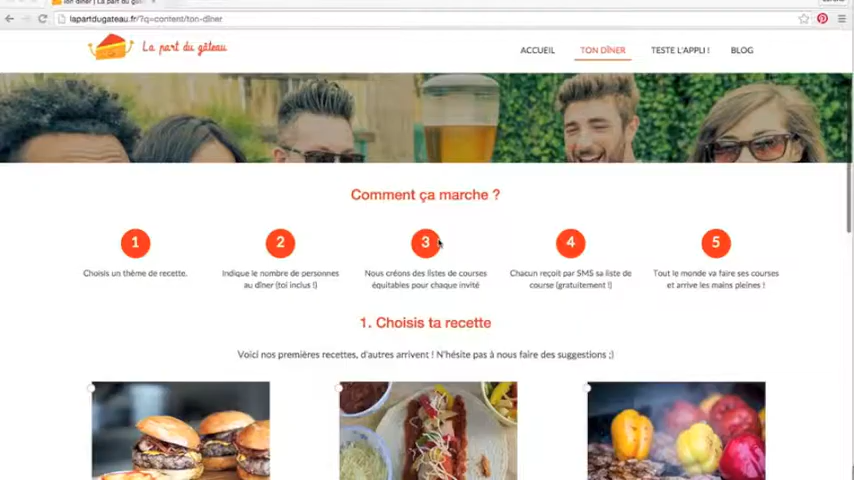 lapartdugateau.fr/?q=content/ton-dîner
La part du gâteau
ACCUEIL
TON DÎNER
TESTE L'APPLI !
BLOG
Comment ça marche ?
1
2
3
4
5
Choisis un thème de recette.
Indique le nombre de personnes
au dîner (toi inclus !)
Nous créons des listes de courses
équitables pour chaque invité
Chacun reçoit par SMS sa liste de
course (gratuitement !)
Tout le monde va faire ses courses
et arrive les mains pleines !
1. Choisis ta recette
Voici nos premières recettes, d'autres arrivent ! N'hésite pas à nous faire des suggestions ;)